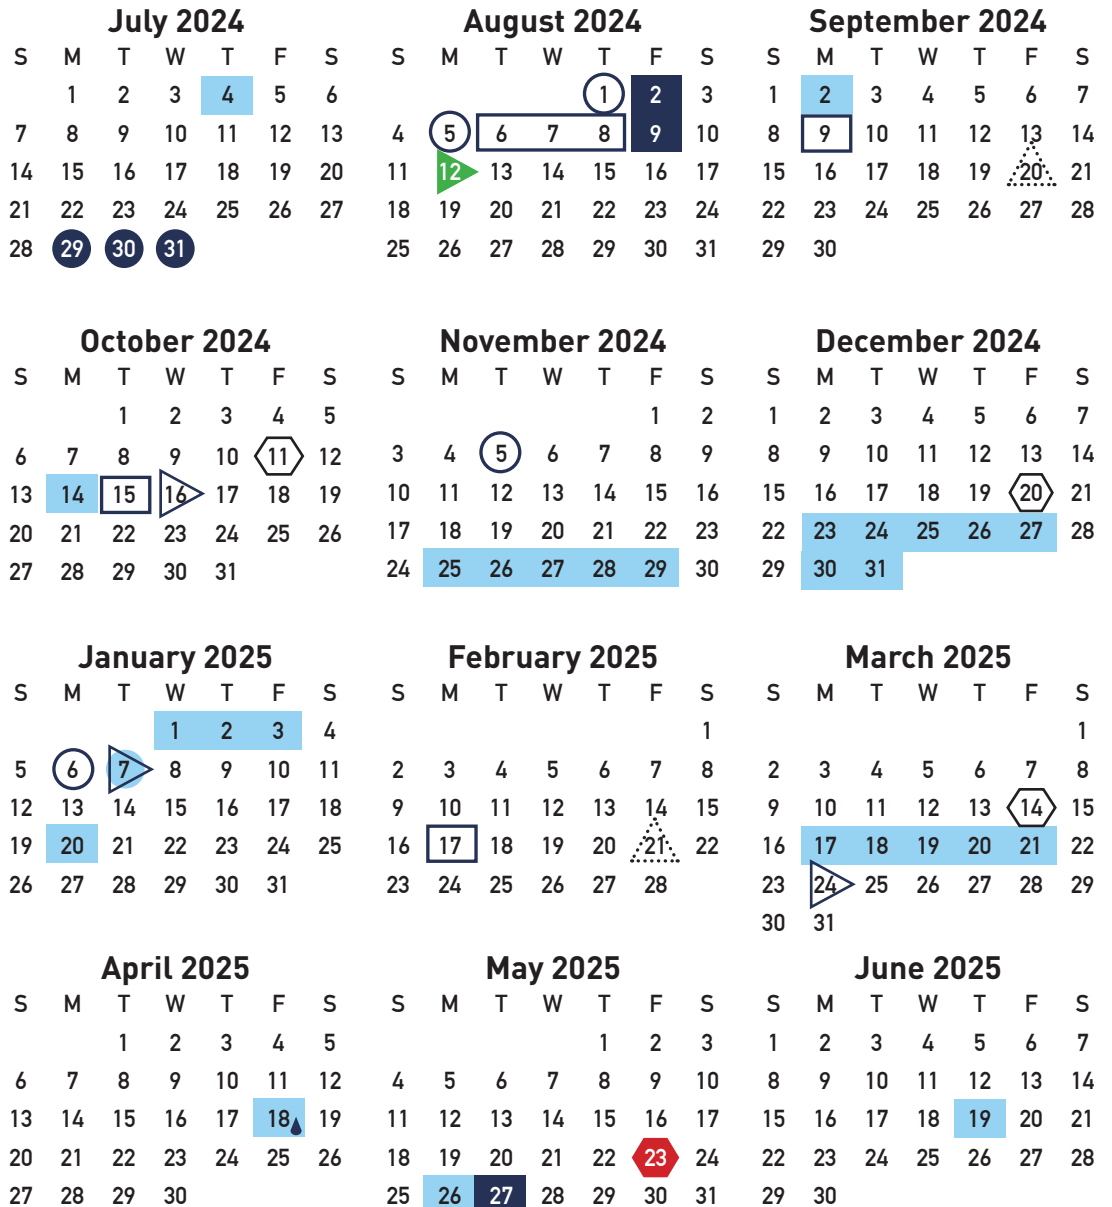 July 2024 August 2024 September 2024
S M T W T F S S M T W T F S S M T W T F S
1 2 3 4 5 6 1 2 3 1 2 3 4 5 6 7
7 8 9 10 11 12 13 4 5 6 7 8 9 10 8 9 10 11 12 13 14
14 15 16 17 18 19 20 11 12 13 14 15 16 17 15 16 17 18 19 20 21
21 22 23 24 25 26 27 18 19 20 21 22 23 24 22 23 24 25 26 27 28
28 29 30 31 25 26 27 28 29 30 31 29 30
October 2024 November 2024 December 2024
S M T W T F S S M T W T F S S M T W T F S
1 2 3 4 5 1 2 1 2 3 4 5 6 7
6 7 8 9 10 11 12 3 4 5 6 7 8 9 8 9 10 11 12 13 14
13 14 15 16 17 18 19 10 11 12 13 14 15 16 15 16 17 18 19 20 21
20 21 22 23 24 25 26 17 18 19 20 21 22 23 22 23 24 25 26 27 28
27 28 29 30 31 24 25 26 27 28 29 30 29 30 31
January 2025 February 2025 March 2025
S M T W T F S S M T W T F S S M T W T F S
1 2 3 4 1 1
5 6 7 8 9 10 11 2 3 4 5 6 7 8 2 3 4 5 6 7 8
12 13 14 15 16 17 18 9 10 11 12 13 14 15 9 10 11 12 13 14 15
19 20 21 22 23 24 25 16 17 18 19 20 21 22 16 17 18 19 20 21 22
26 27 28 29 30 31 23 24 25 26 27 28 23 24 25 26 27 28 29
30 31
April 2025 May 2025 June 2025
S M T W T F S S M T W T F S S M T W T F S
1 2 3 4 5 1 2 3 1 2 3 4 5 6 7
6 7 8 9 10 11 12 4 5 6 7 8 9 10 8 9 10 11 12 13 14
13 14 15 16 17 18 19 11 12 13 14 15 16 17 15 16 17 18 19 20 21
20 21 22 23 24 25 26 18 19 20 21 22 23 24 22 23 24 25 26 27 28
27 28 29 30 25 26 27 28 29 30 31 29 30